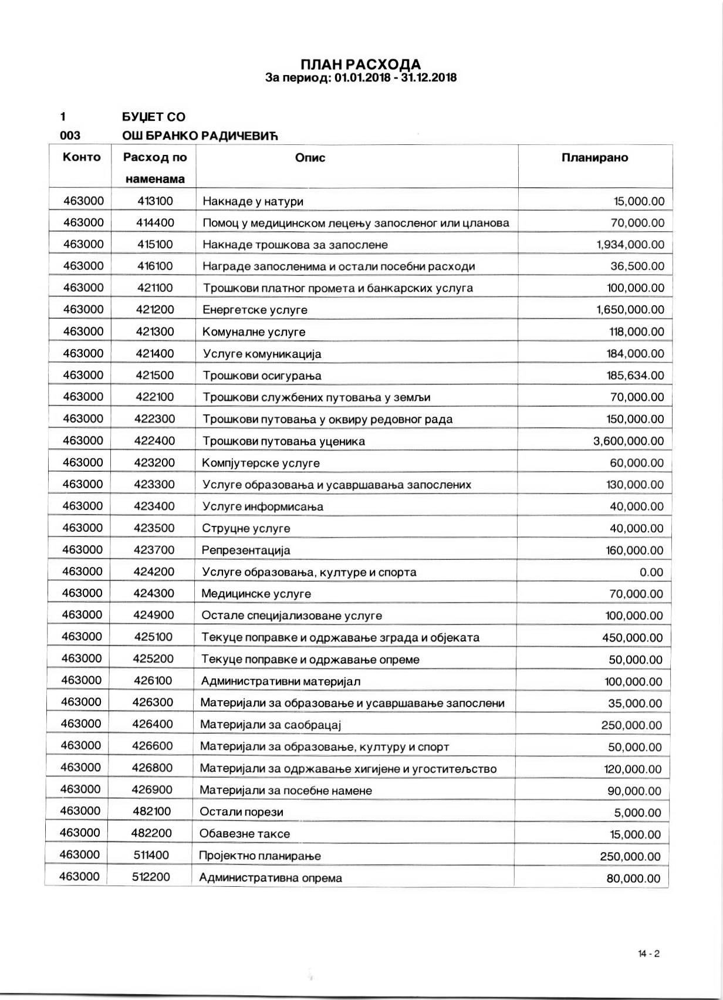 ПЛАН РАСХОДА
За период: 01.01.2018 - 31.12.2018
1 БУЏЕТ СО
003 ОШ БРАНКО РАДИЧЕВИЋ
Конто Расход по Опис Планирано
наменама
463000 413100 Накнаде у натури 15,000.00
463000 414400 Помоц у медицинском лецењу запосленог или цланова 70,000.00
463000 415100 Накнаде трошкова за запослене 1,934,000.00
463000 416100 Награде запосленима и остали посебни расходи 36,500.00
463000 421100 Трошкови платног промета и банкарских услуга 100,000.00
463000 421200 Енергетске услуге 1,650,000.00
463000 421300 Комуналне услуге 118,000.00
463000 421400 Услуге комуникација 184,000.00
463000 421500 Трошкови осигурања 185,634.00
463000 422100 Трошкови службених путовања у земљи 70,000.00
463000 422300 Трошкови путовања у оквиру редовног рада 150,000.00
463000 422400 Трошкови путовања уценика 3,600,000.00
463000 423200 Компјутерске услуге 60,000.00
463000 423300 Услуге образовања и усавршавања запослених 130,000.00
463000 423400 Услуге информисања 40,000.00
463000 423500 Струцне услуге 40,000.00
463000 423700 Репрезентација 160,000.00
463000 424200 Услуге образовања, културе и спорта 0.00
463000 424300 Медицинске услуге 70,000.00
463000 424900 Остале специјализоване услуге 100,000.00
463000 425100 Текуце поправке и одржавање зграда и објеката 450,000.00
463000 425200 Текуце поправке и одржавање опреме 50,000.00
463000 426100 Административни материјал 100,000.00
463000 426300 Материјали за образовање и усавршавање запослени 35,000.00
463000 426400 Материјали за саобрацај 250,000.00
463000 426600 Материјали за образовање, културу и спорт 50,000.00
463000 426800 Материјали за одржавање хигијене и угоститељство 120,000.00
463000 426900 Материјали за посебне намене 90,000.00
463000 482100 Остали порези 5,000.00
463000 482200 Обавезне таксе 15,000.00
463000 511400 Пројектно планирање 250,000.00
463000 512200 Административна опрема 80,000.00
14 - 2